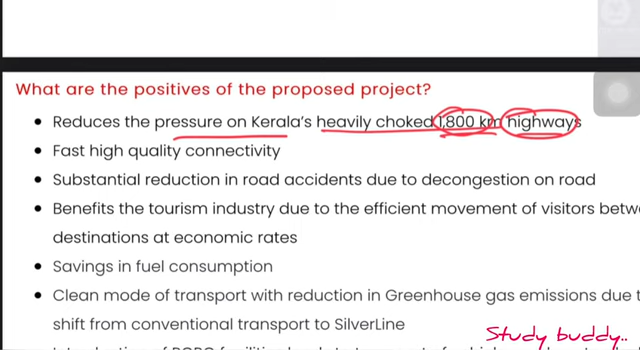 What are the positives of the proposed project?
• Reduces the pressure on Kerala's heavily choked 1,800 km highways
• Fast high quality connectivity
• Substantial reduction in road accidents due to decongestion on road
• Benefits the tourism industry due to the efficient movement of visitors
destinations at economic rates
• Savings in fuel consumption
• Clean mode of transport with reduction in Greenhouse gas emissions due
shift from conventional transport to SilverLine
Study buddy..